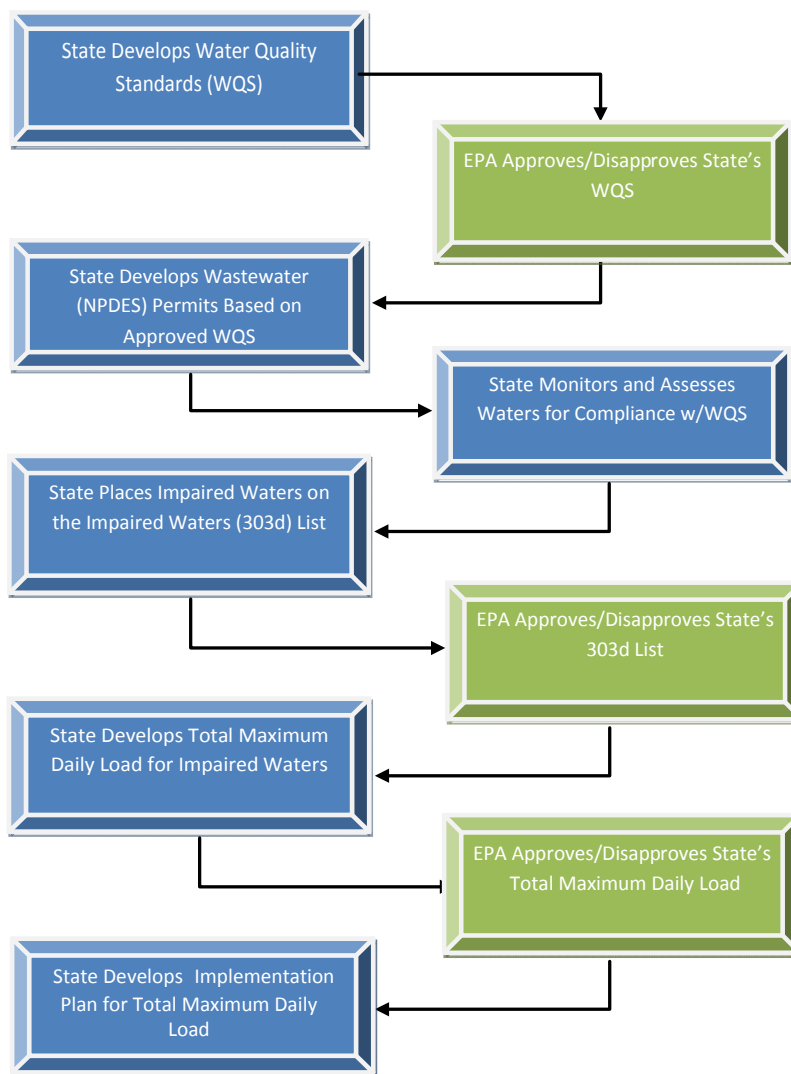 State Develops Water Quality
Standards (WQS)
EPA Approves/Disapproves State’s
WQS
State Develops Wastewater
(NPDES) Permits Based on
Approved WQS
State Monitors and Assesses
Waters for Compliance w/WQS
State Places Impaired Waters on
the Impaired Waters (303d) List
EPA Approves/Disapproves State’s
303d List
State Develops Total Maximum
Daily Load for Impaired Waters
EPA Approves/Disapproves State’s
Total Maximum Daily Load
State Develops Implementation
Plan for Total Maximum Daily
Load